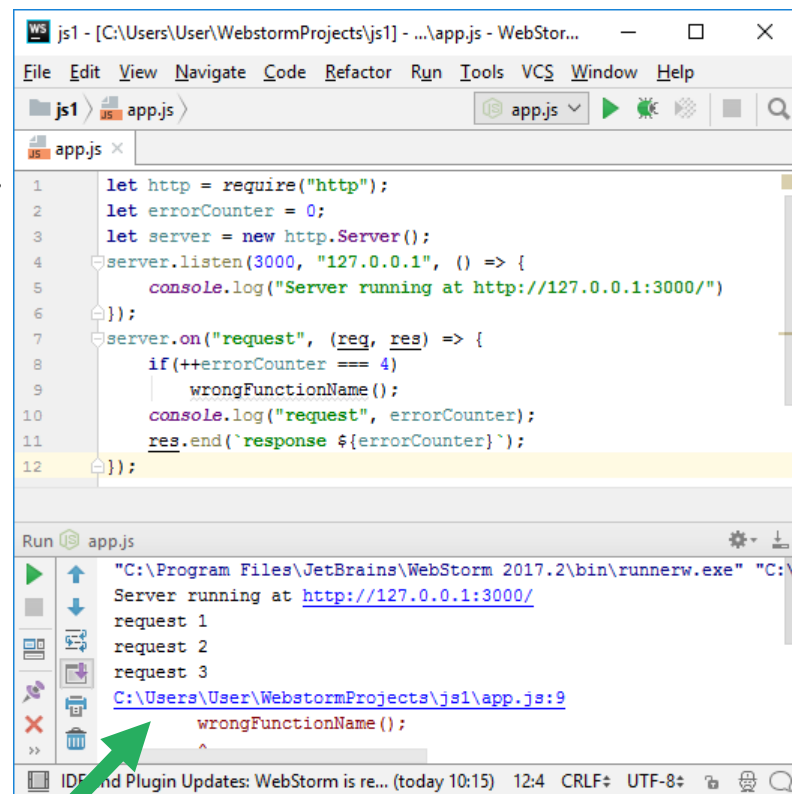 WS js1 - [C:\Users\User\WebstormProjects\js1] - ...\app.js - WebStor...
File Edit View Navigate Code Refactor Run Tools VCS Window Help
js1 JS app.js JS app.js
JS app.js
1 let http = require("http");
2 let errorCounter = 0;
3 let server = new http.Server();
4 server.listen(3000, "127.0.0.1", () => {
5 console.log("Server running at http://127.0.0.1:3000/")
6 });
7 server.on("request", (req, res) => {
8 if(++errorCounter === 4)
9 wrongFunctionName();
10 console.log("request", errorCounter);
11 res.end(`response ${errorCounter}`);
12 });
Run JS app.js
"C:\Program Files\JetBrains\WebStorm 2017.2\bin\runnerw.exe" "C:\
Server running at http://127.0.0.1:3000/
request 1
request 2
request 3
C:\Users\User\WebstormProjects\js1\app.js:9
wrongFunctionName();
^
IDE and Plugin Updates: WebStorm is re... (today 10:15) 12:4 CRLF UTF-8